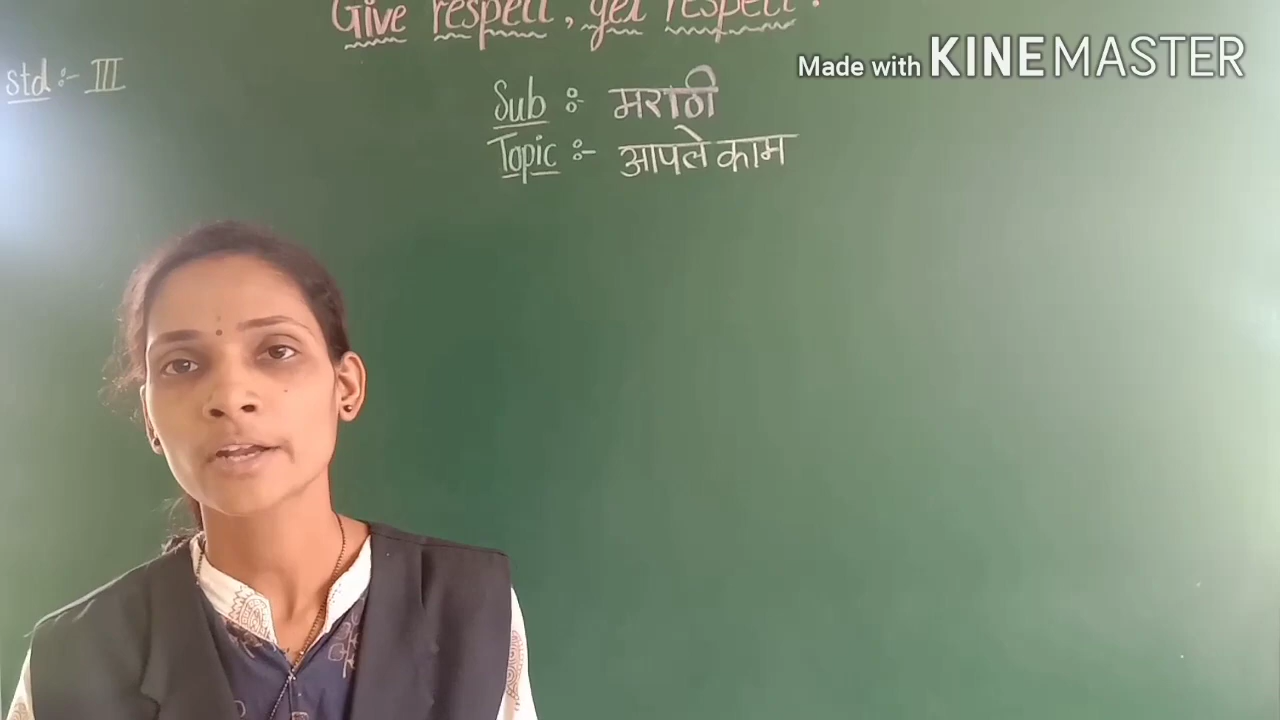 Give respect, get respect.
Made with KINEMASTER
std :- III
Sub :- मराठी
Topic :- आपले काम